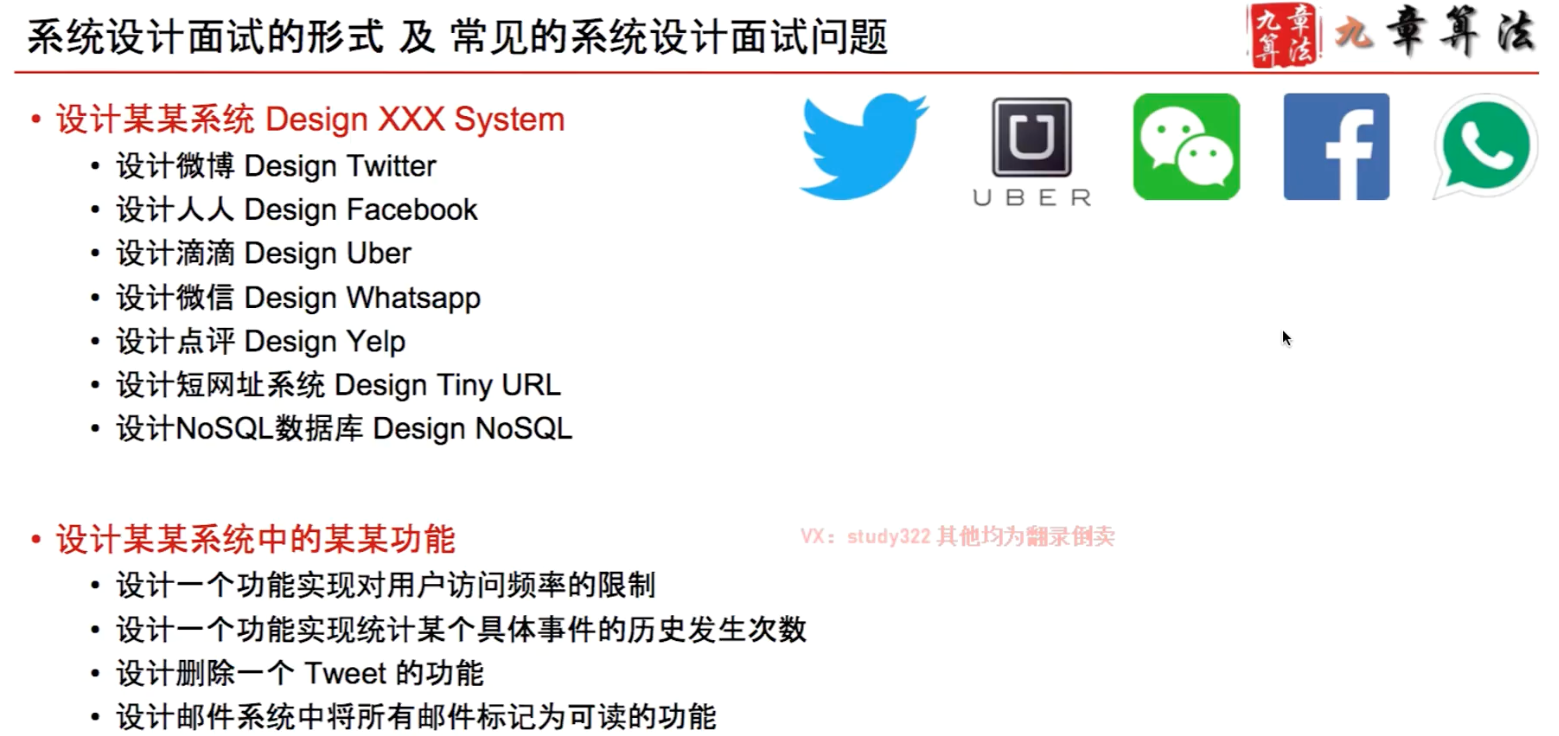 系统设计面试的形式 及 常见的系统设计面试问题
九章算法 九章算法
• 设计某某系统 Design XXX System
• 设计微博 Design Twitter
• 设计人人 Design Facebook
• 设计滴滴 Design Uber
• 设计微信 Design Whatsapp
• 设计点评 Design Yelp
• 设计短网址系统 Design Tiny URL
• 设计NoSQL数据库 Design NoSQL
UBER
• 设计某某系统中的某某功能
VX：study322 其他均为翻录倒卖
• 设计一个功能实现对用户访问频率的限制
• 设计一个功能实现统计某个具体事件的历史发生次数
• 设计删除一个 Tweet 的功能
• 设计邮件系统中将所有邮件标记为可读的功能